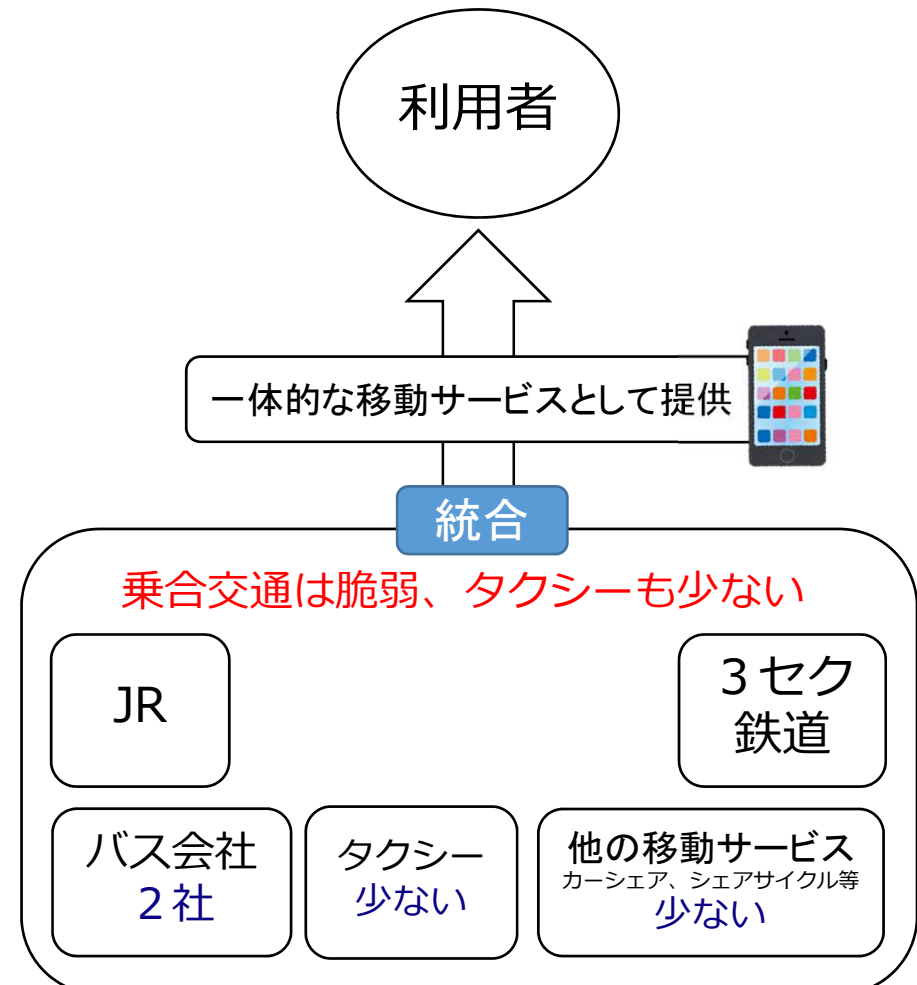 利用者
一体的な移動サービスとして提供
統合
乗合交通は脆弱、タクシーも少ない
JR
３セク
鉄道
バス会社
２社
タクシー
少ない
他の移動サービス
カーシェア、シェアサイクル等
少ない